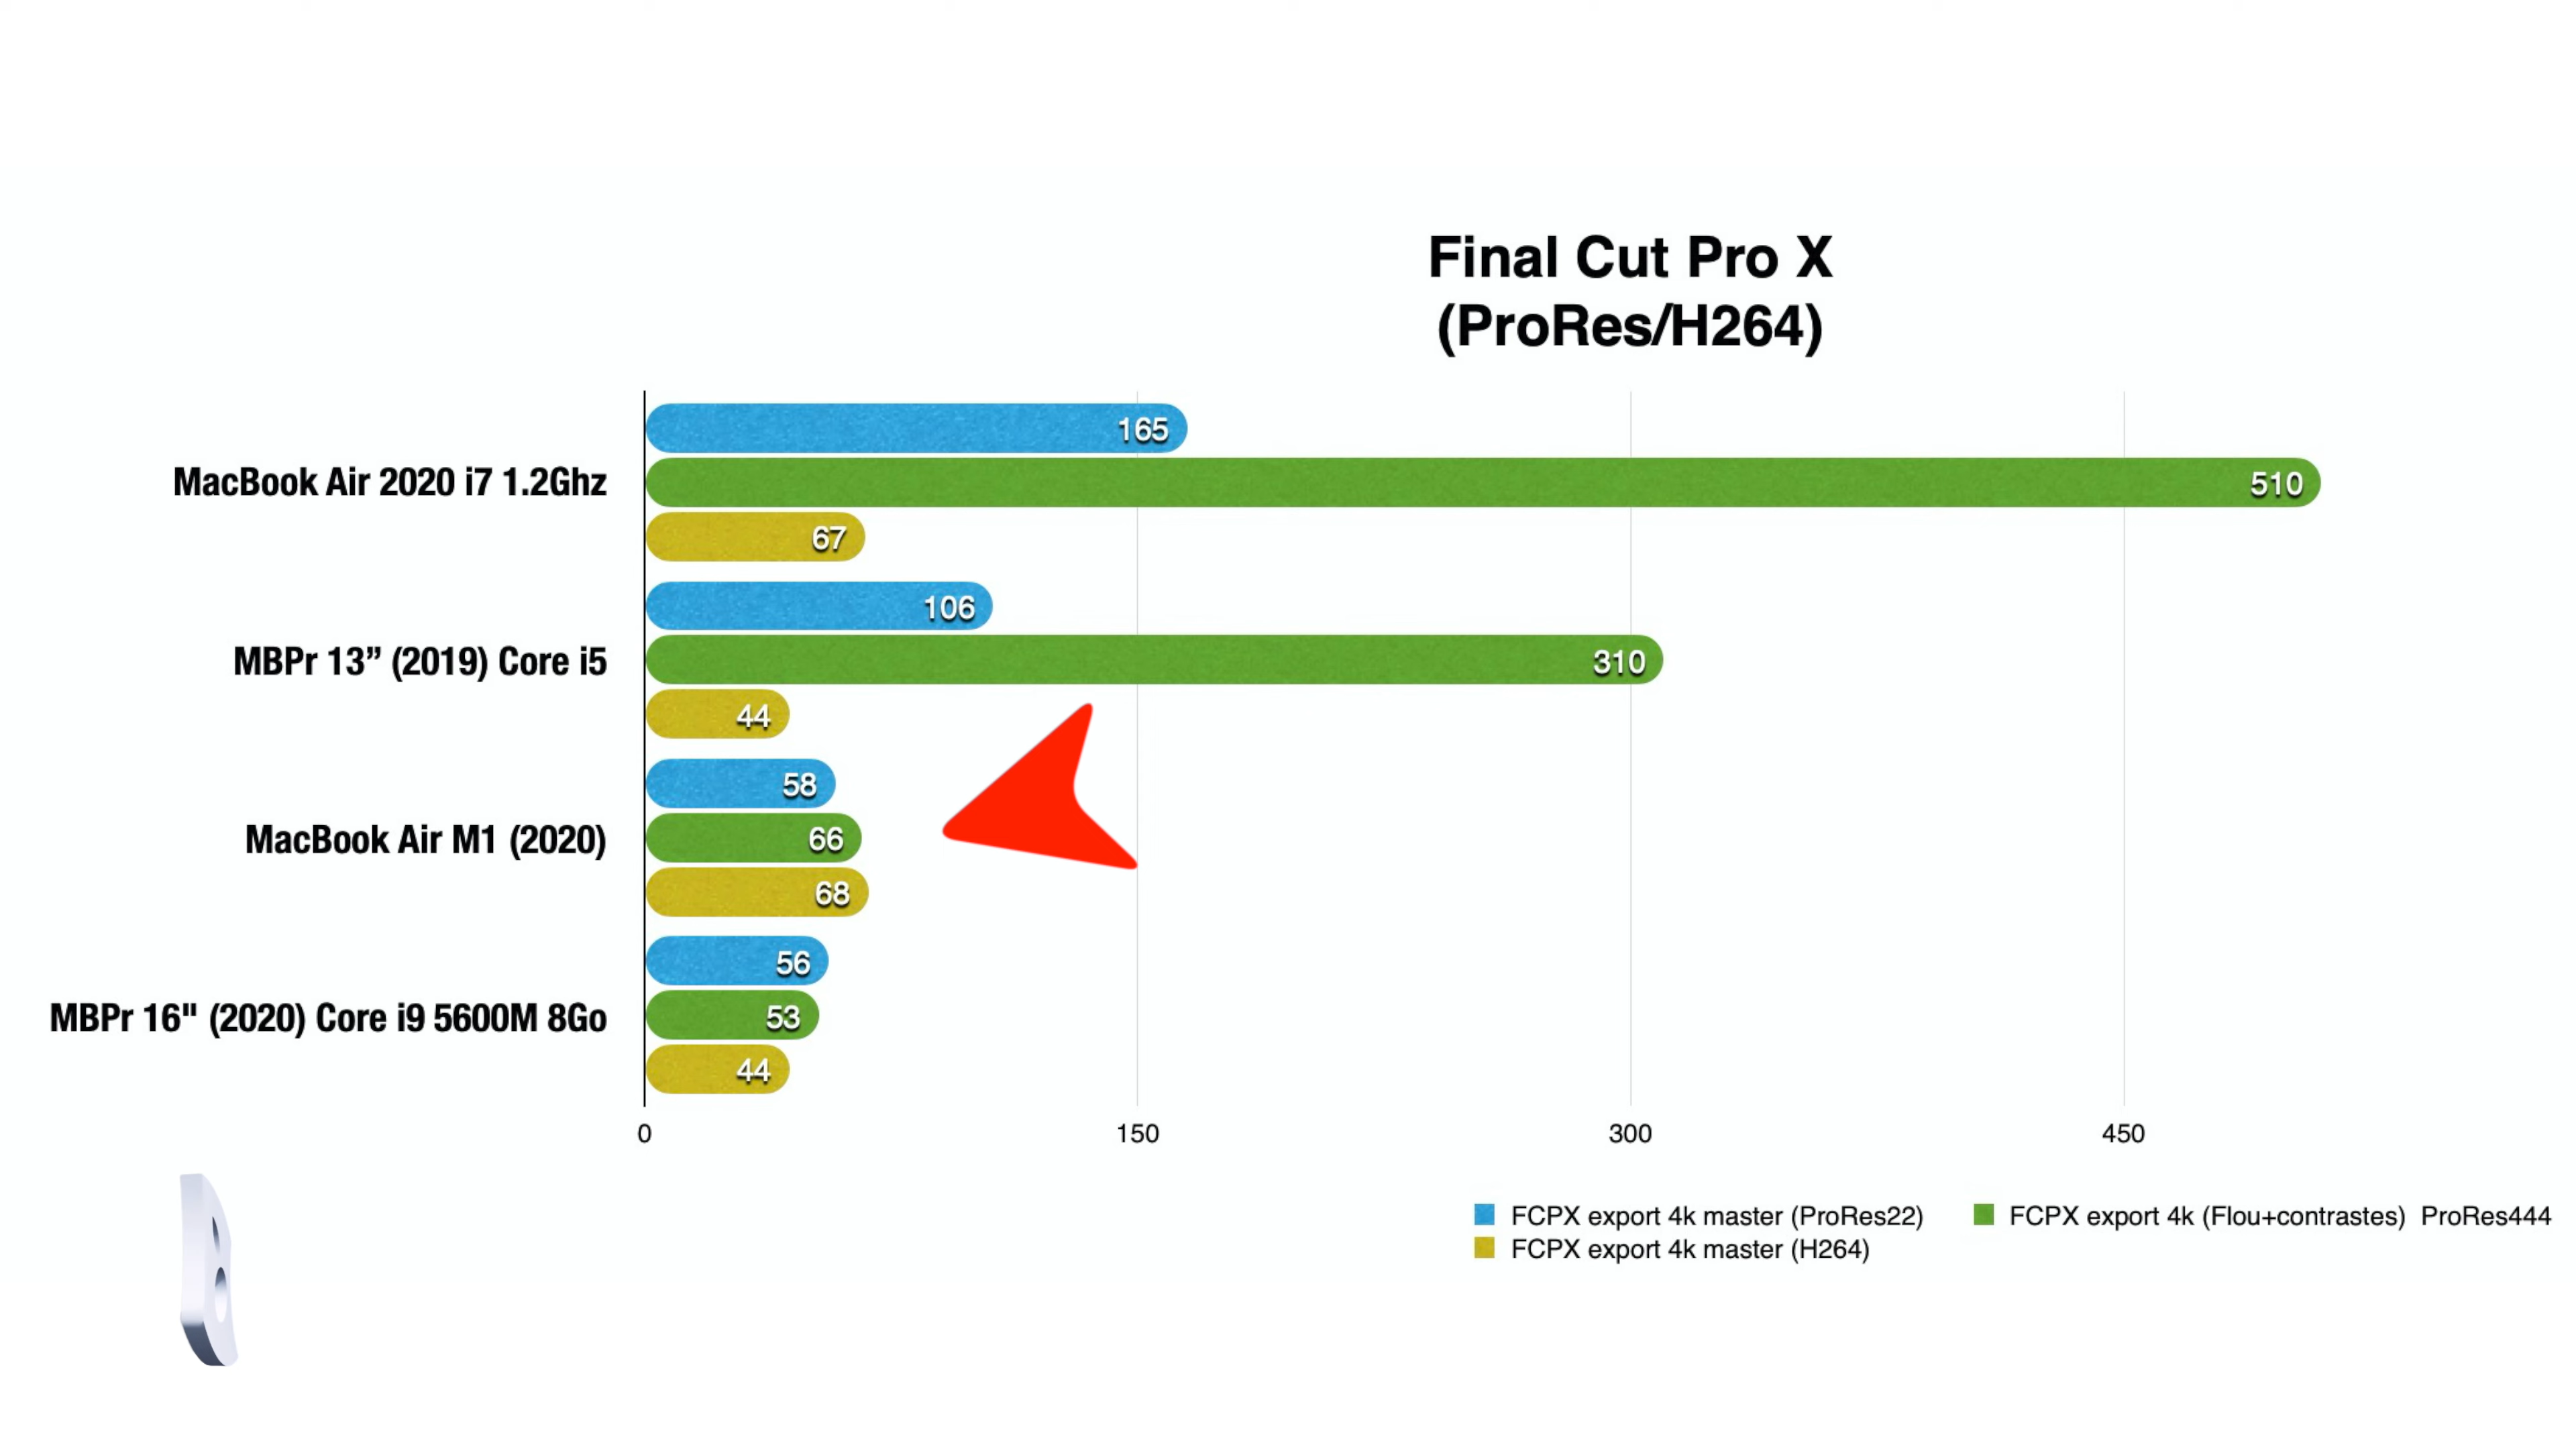 Final Cut Pro X
(ProRes/H264)
165
MacBook Air 2020 i7 1.2Ghz
510
67
106
MBPr 13” (2019) Core i5
310
44
58
MacBook Air M1 (2020)
66
68
56
MBPr 16" (2020) Core i9 5600M 8Go
53
44
0 150 300 450
FCPX export 4k master (ProRes22) FCPX export 4k (Flou+contrastes) ProRes444
FCPX export 4k master (H264)